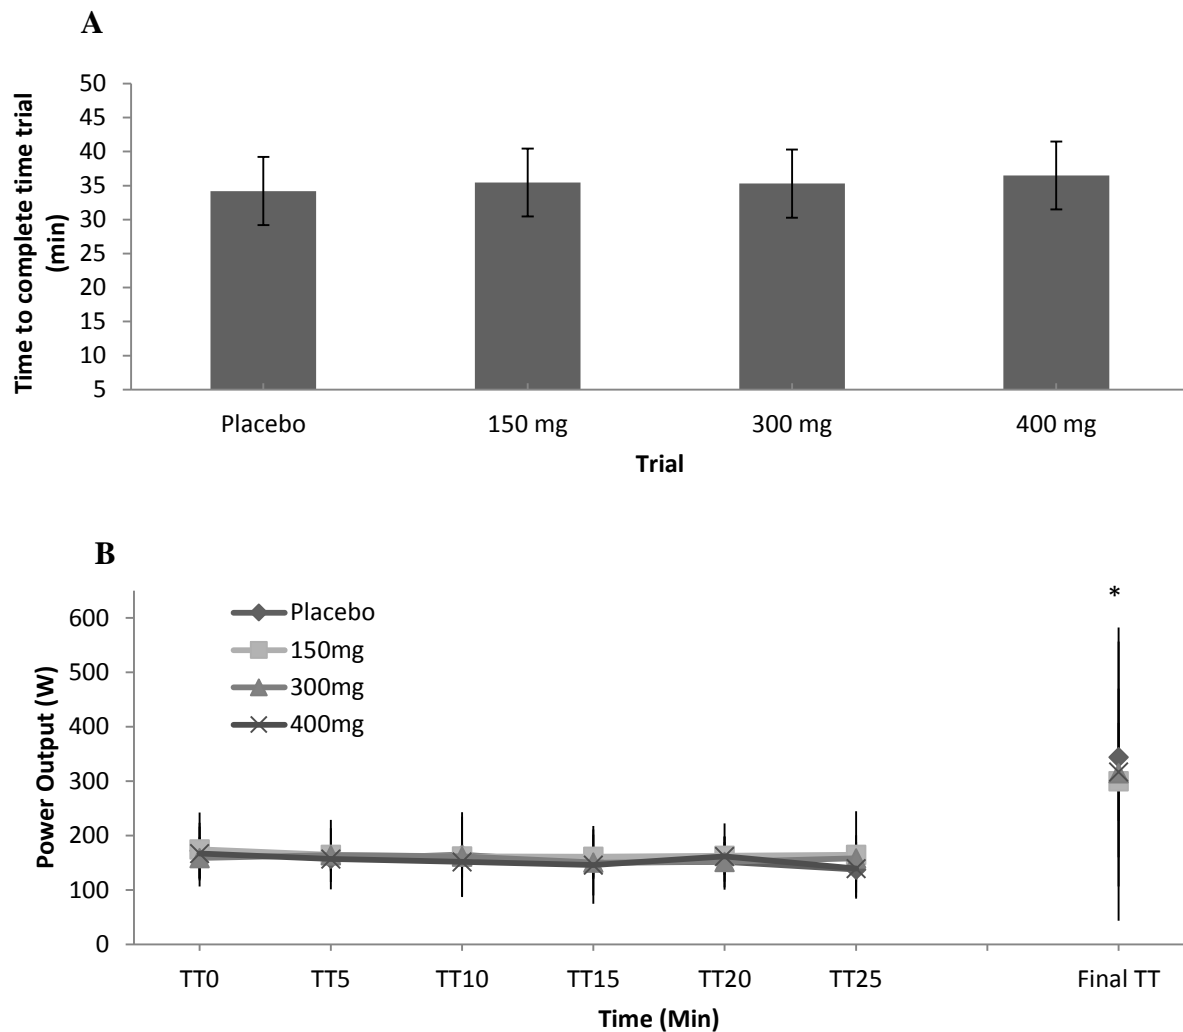 A
50
45
40
35
30
25
20
15
10
5
Time to complete time trial
(min)
Placebo 150 mg 300 mg 400 mg
Trial
B
*
600
500
400
300
200
100
0
Power Output (W)
Placebo
150mg
300mg
400mg
TT0 TT5 TT10 TT15 TT20 TT25 Final TT
Time (Min)